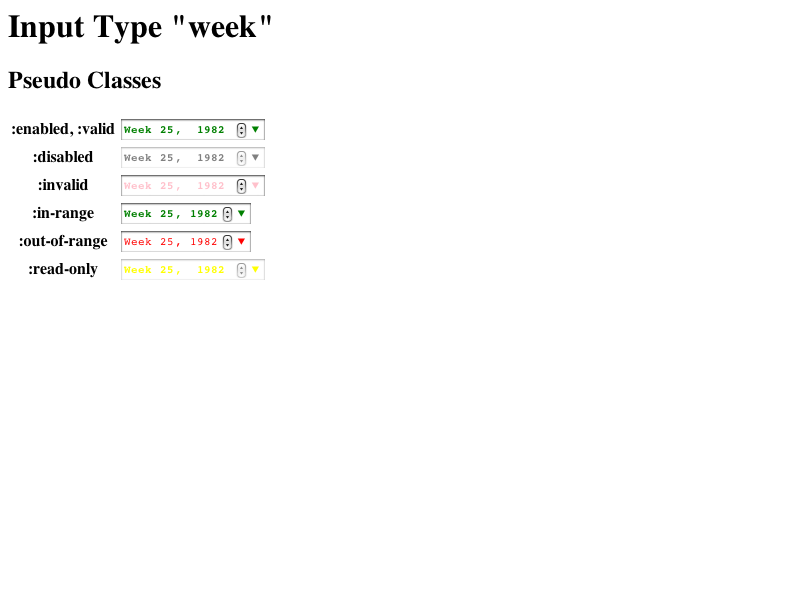 Input Type "week"
Pseudo Classes
:enabled, :valid Week 25, 1982
:disabled Week 25, 1982
:invalid Week 25, 1982
:in-range Week 25, 1982
:out-of-range Week 25, 1982
:read-only Week 25, 1982